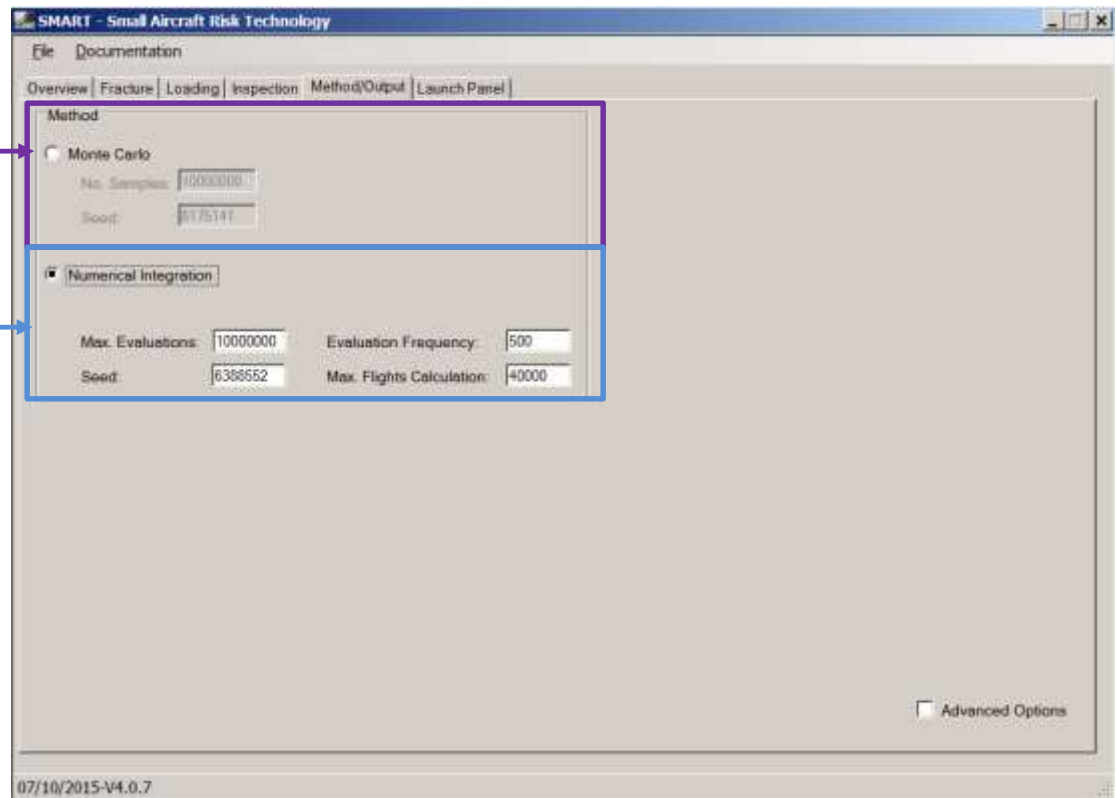 SMART - Small Aircraft Risk Technology
File Documentation
Overview Fracture Loading Inspection Method/Output Launch Panel
Method
Monte Carlo
No. Samples: 10000000
Seed: 6175141
Numerical Integration
Max. Evaluations: 10000000 Evaluation Frequency: 500
Seed: 6388552 Max. Flights Calculation: 40000
Advanced Options
07/10/2015-V4.0.7